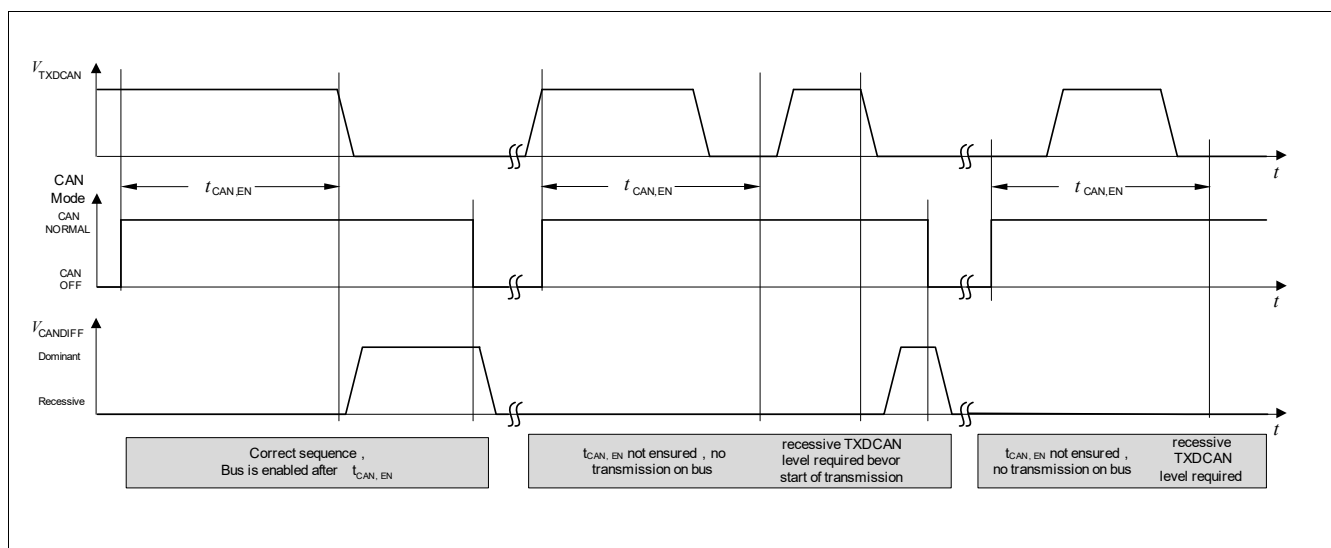 VTXDCAN
t
tCAN,EN
tCAN,EN
tCAN,EN
CAN
Mode
CAN
NORMAL
CAN
OFF
t
VCANDIFF
Dominant
Recessive
t
Correct sequence ,
Bus is enabled after tCAN, EN
tCAN, EN not ensured , no
transmission on bus
recessive TXDCAN
level required bevor
start of transmission
tCAN, EN not ensured ,
no transmission on bus
recessive
TXDCAN
level required